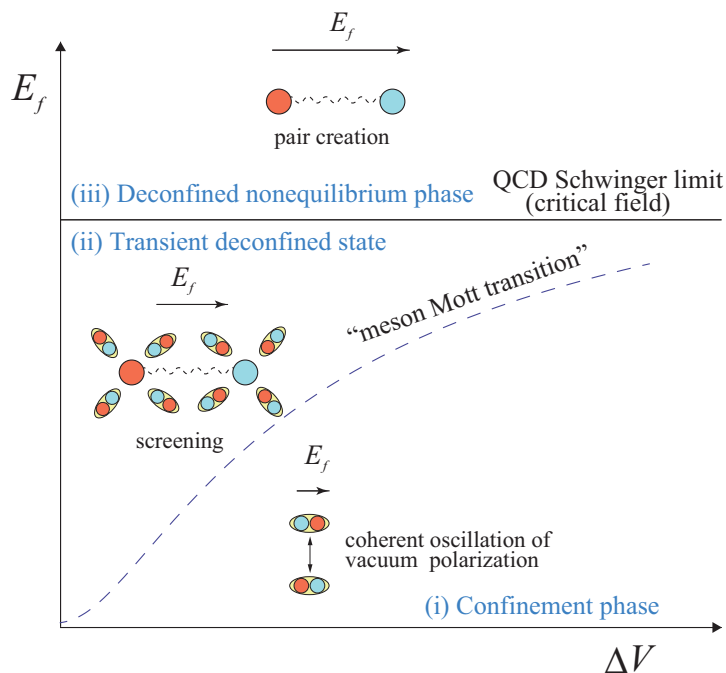 E_f
E_f
pair creation
(iii) Deconfined nonequilibrium phase
QCD Schwinger limit
(critical field)
(ii) Transient deconfined state
E_f
“meson Mott transition”
screening
E_f
coherent oscillation of
vacuum polarization
(i) Confinement phase
ΔV